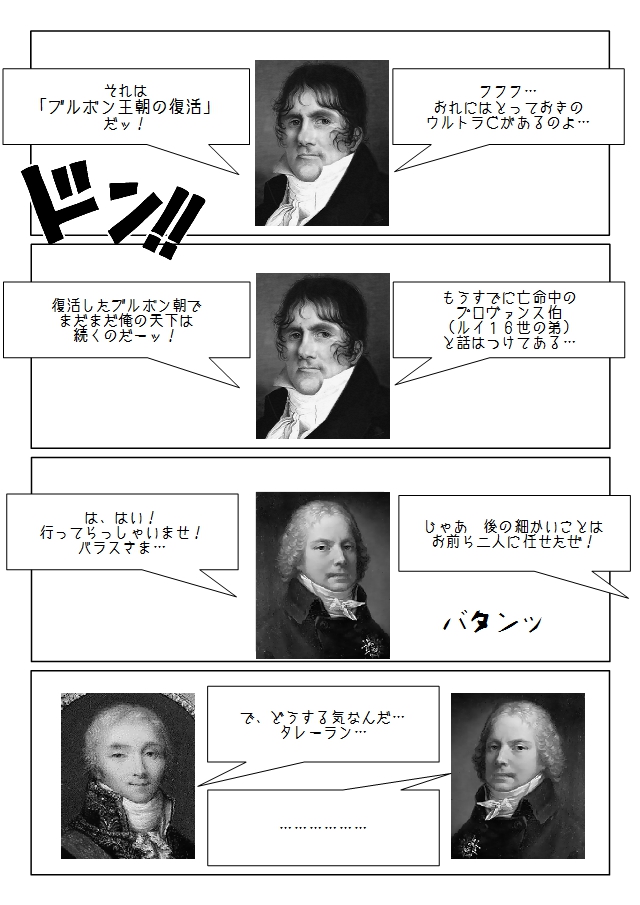 フフフ…
おれにはとっておきの
ウルトラCがあるのよ…
それは
「ブルボン王朝の復活」
だッ！
ドン!!
もうすでに亡命中の
プロヴァンス伯
（ルイ１６世の弟）
と話はつけてある…
復活したブルボン朝で
まだまだ俺の天下は
続くのだーッ！
じゃあ　後の細かいことは
お前ら二人に任せたぜ！
バタンッ
は、はい！
行ってらっしゃいませ！
バラスさま…
で、どうする気なんだ…
タレーラン…
………………